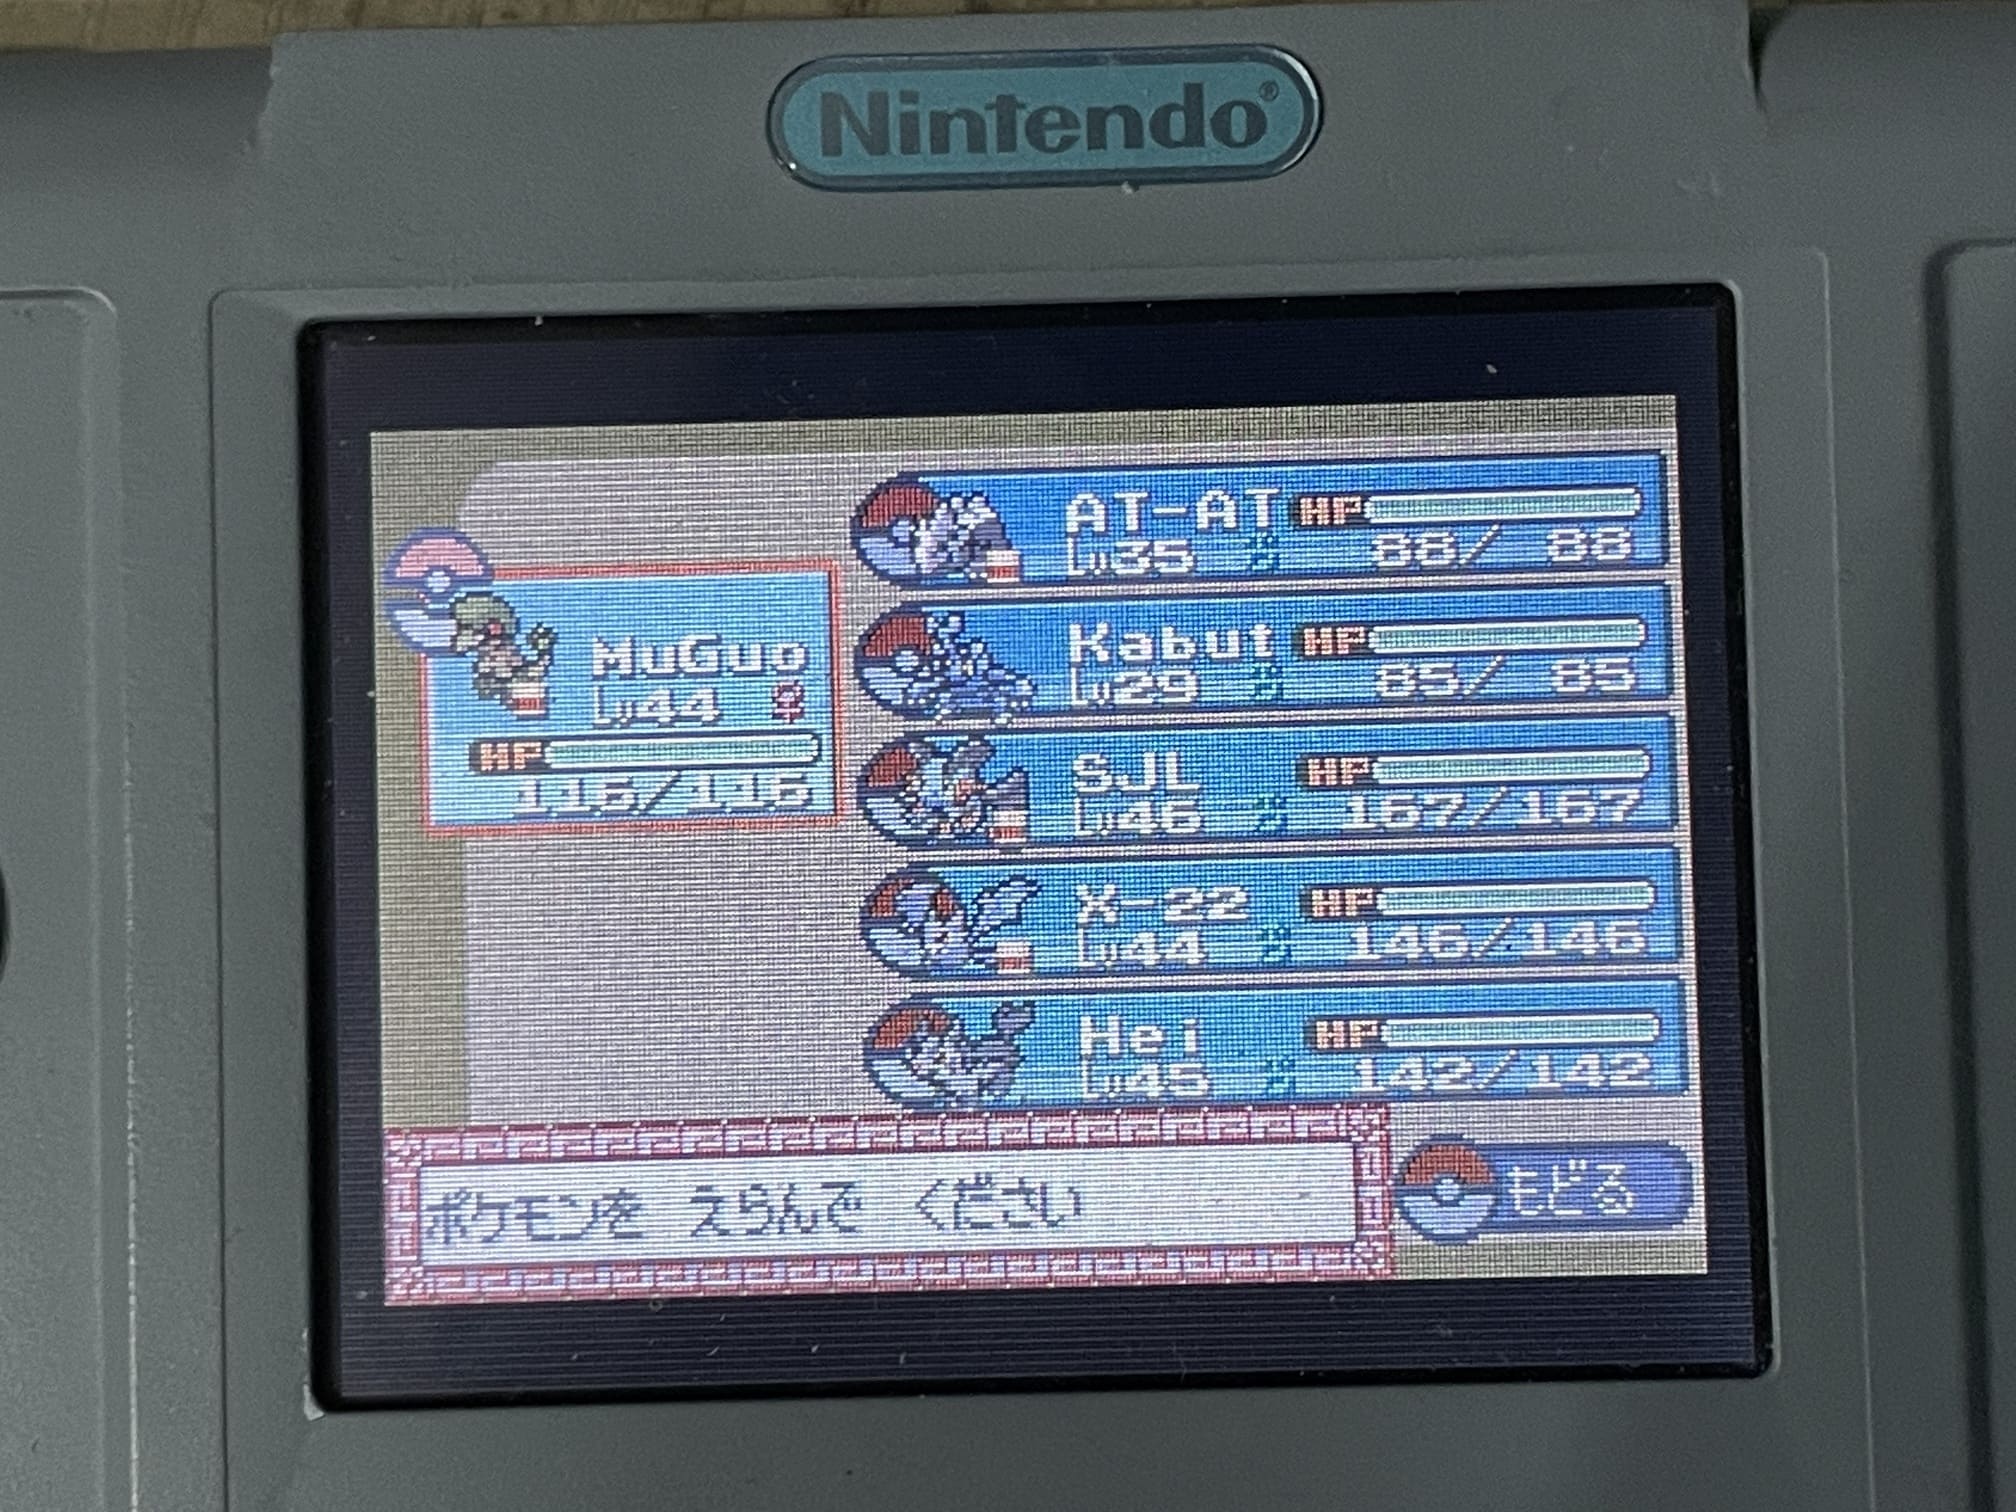 Nintendo®
MuGuo
Lv44 ♀
HP
116/116
AT-AT HP
Lv35 ♂ 88/ 88
Kabut HP
Lv29 ♂ 85/ 85
SJL HP
Lv46 ♂ 167/167
X-22 HP
Lv44 ♂ 146/146
Hei HP
Lv45 ♂ 142/142
ポケモンを えらんで ください
もどる